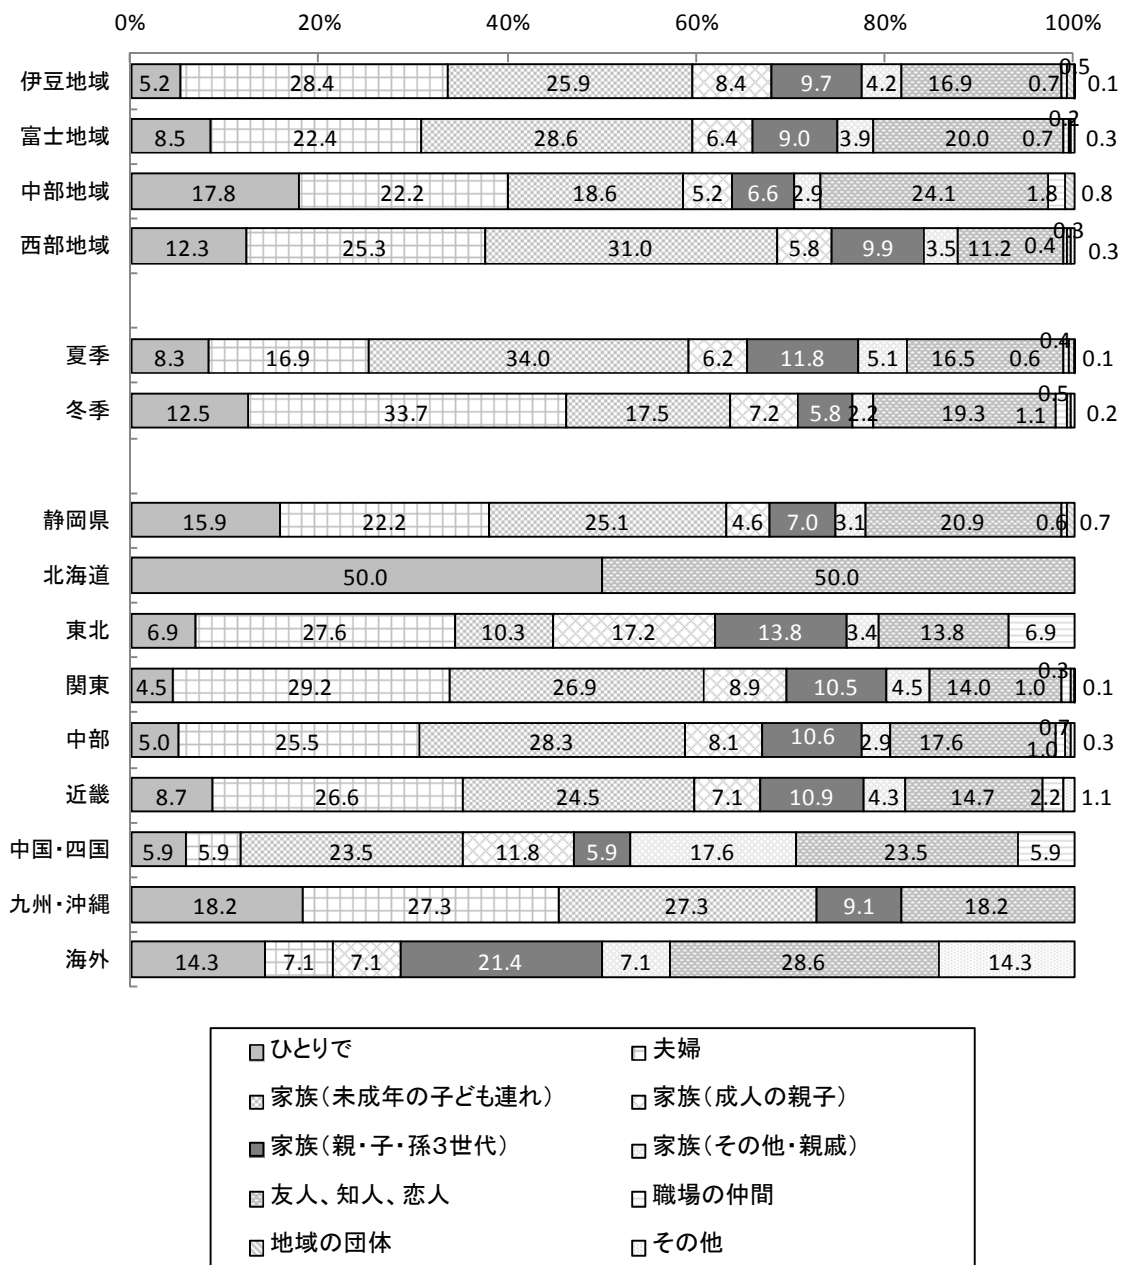 0% 20% 40% 60% 80% 100%
伊豆地域 5.2 28.4 25.9 8.4 9.7 4.2 16.9 0.7 0.5 0.1
富士地域 8.5 22.4 28.6 6.4 9.0 3.9 20.0 0.7 0.2 0.3
中部地域 17.8 22.2 18.6 5.2 6.6 2.9 24.1 1.8 0.8
西部地域 12.3 25.3 31.0 5.8 9.9 3.5 11.2 0.4 0.3 0.3
夏季 8.3 16.9 34.0 6.2 11.8 5.1 16.5 0.6 0.4 0.1
冬季 12.5 33.7 17.5 7.2 5.8 2.2 19.3 1.1 0.5 0.2
静岡県 15.9 22.2 25.1 4.6 7.0 3.1 20.9 0.6 0.7
北海道 50.0 50.0
東北 6.9 27.6 10.3 17.2 13.8 3.4 13.8 6.9
関東 4.5 29.2 26.9 8.9 10.5 4.5 14.0 1.0 0.3 0.1
中部 5.0 25.5 28.3 8.1 10.6 2.9 17.6 1.0 0.7 0.3
近畿 8.7 26.6 24.5 7.1 10.9 4.3 14.7 2.2 1.1
中国・四国 5.9 5.9 23.5 11.8 5.9 17.6 23.5 5.9
九州・沖縄 18.2 27.3 27.3 9.1 18.2
海外 14.3 7.1 7.1 21.4 7.1 28.6 14.3
ひとりで 夫婦
家族（未成年の子ども連れ） 家族（成人の親子）
家族（親・子・孫３世代） 家族（その他・親戚）
友人、知人、恋人 職場の仲間
地域の団体 その他